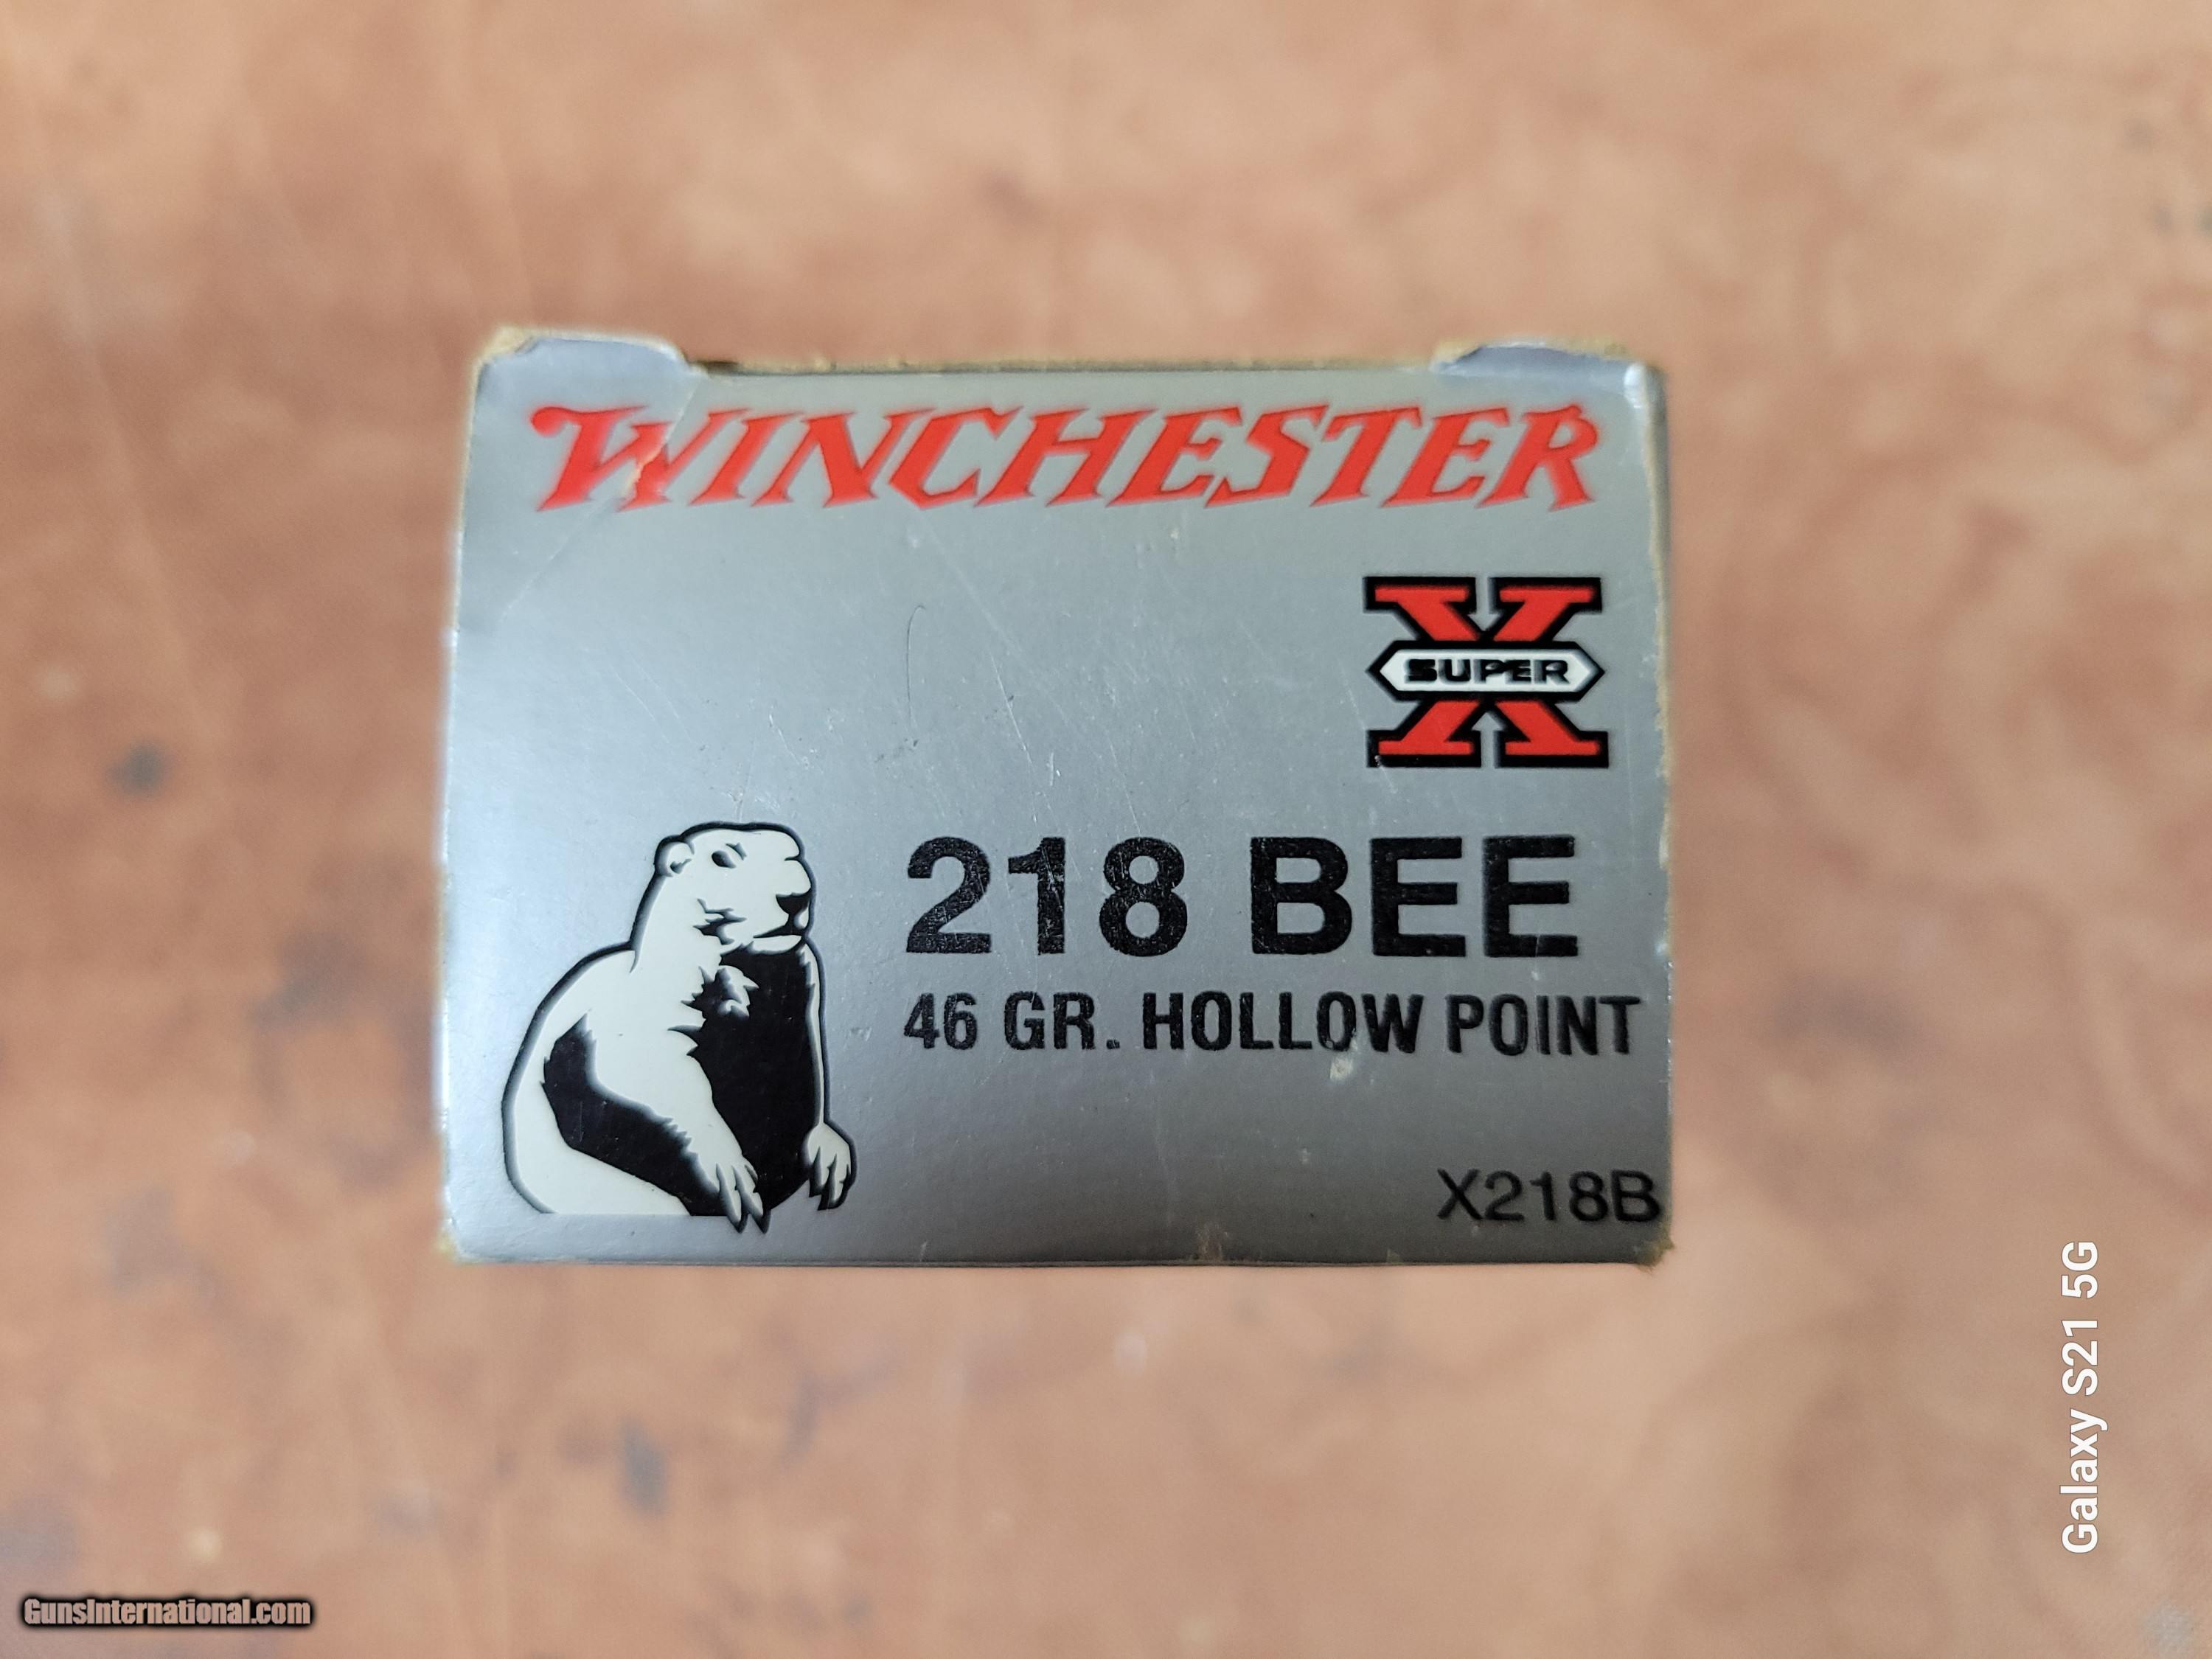 WINCHESTER
X
SUPER
218 BEE
46 GR. HOLLOW POINT
X218B
Galaxy S21 5G
GunsInternational.com